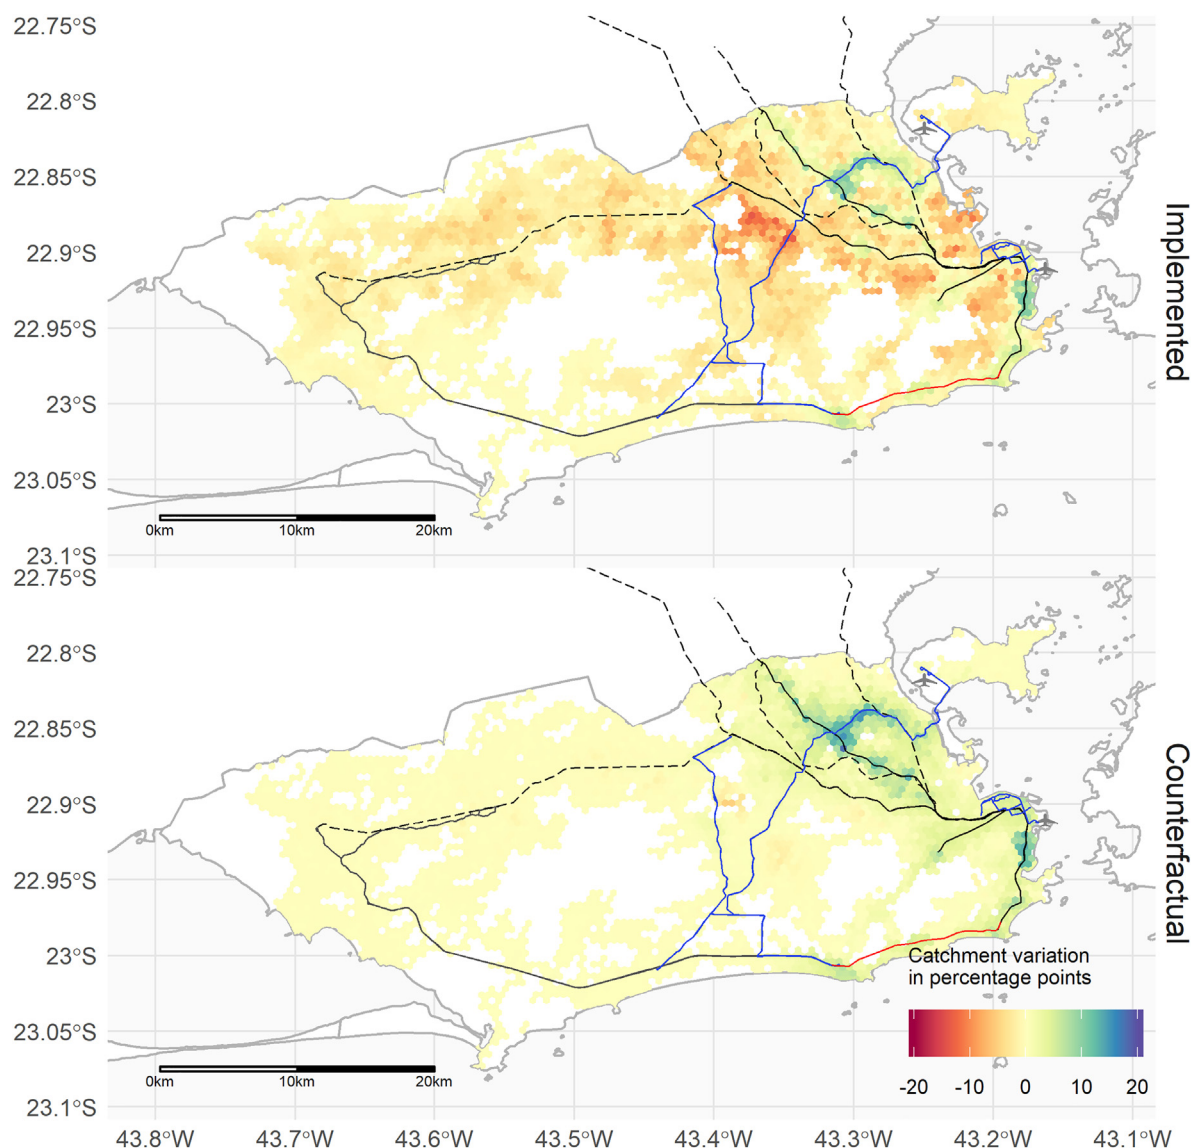 22.75°S
22.8°S
22.85°S
22.9°S
22.95°S
23°S
23.05°S
23.1°S
0km 10km 20km
Implemented
22.75°S
22.8°S
22.85°S
22.9°S
22.95°S
23°S
23.05°S
23.1°S
0km 10km 20km
Counterfactual
Catchment variation
in percentage points
-20 -10 0 10 20
43.8°W 43.7°W 43.6°W 43.5°W 43.4°W 43.3°W 43.2°W 43.1°W